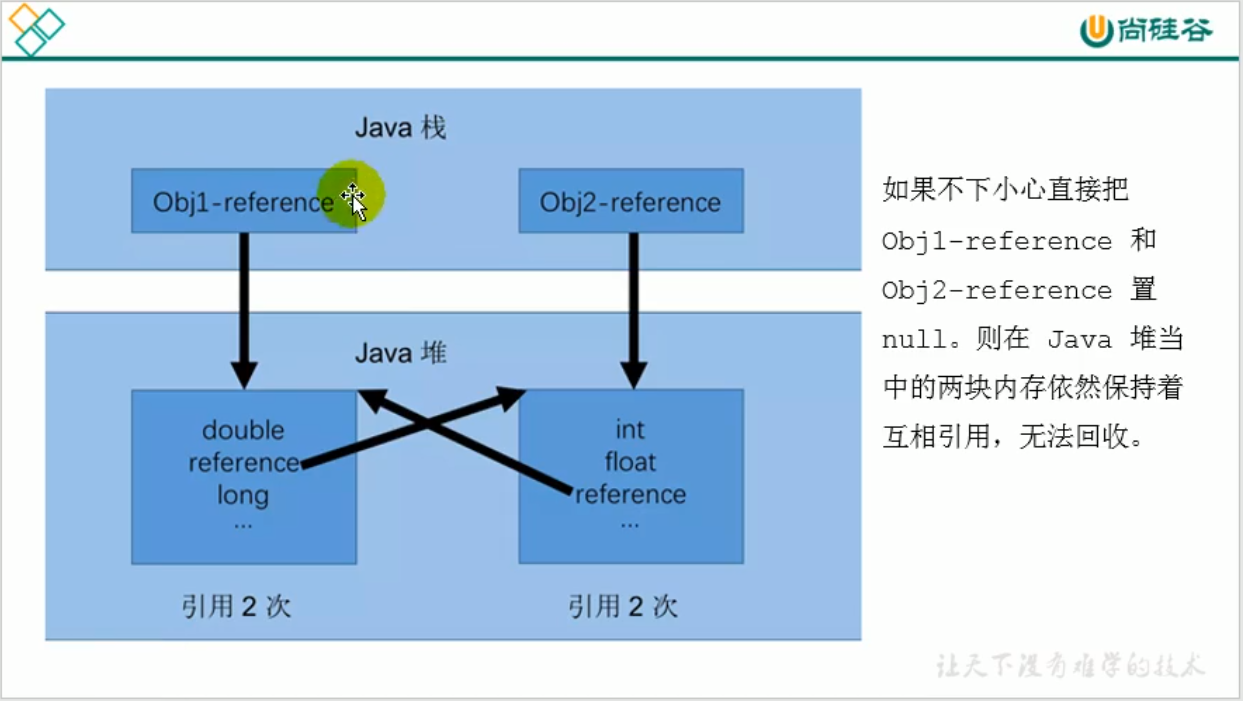 尚硅谷
Java 栈
Obj1-reference
Obj2-reference
Java 堆
double
reference
long
...
int
float
reference
...
引用 2 次
引用 2 次
如果不下小心直接把
Obj1-reference 和
Obj2-reference 置
null。则在 Java 堆当
中的两块内存依然保持着
互相引用，无法回收。
让天下没有难学的技术